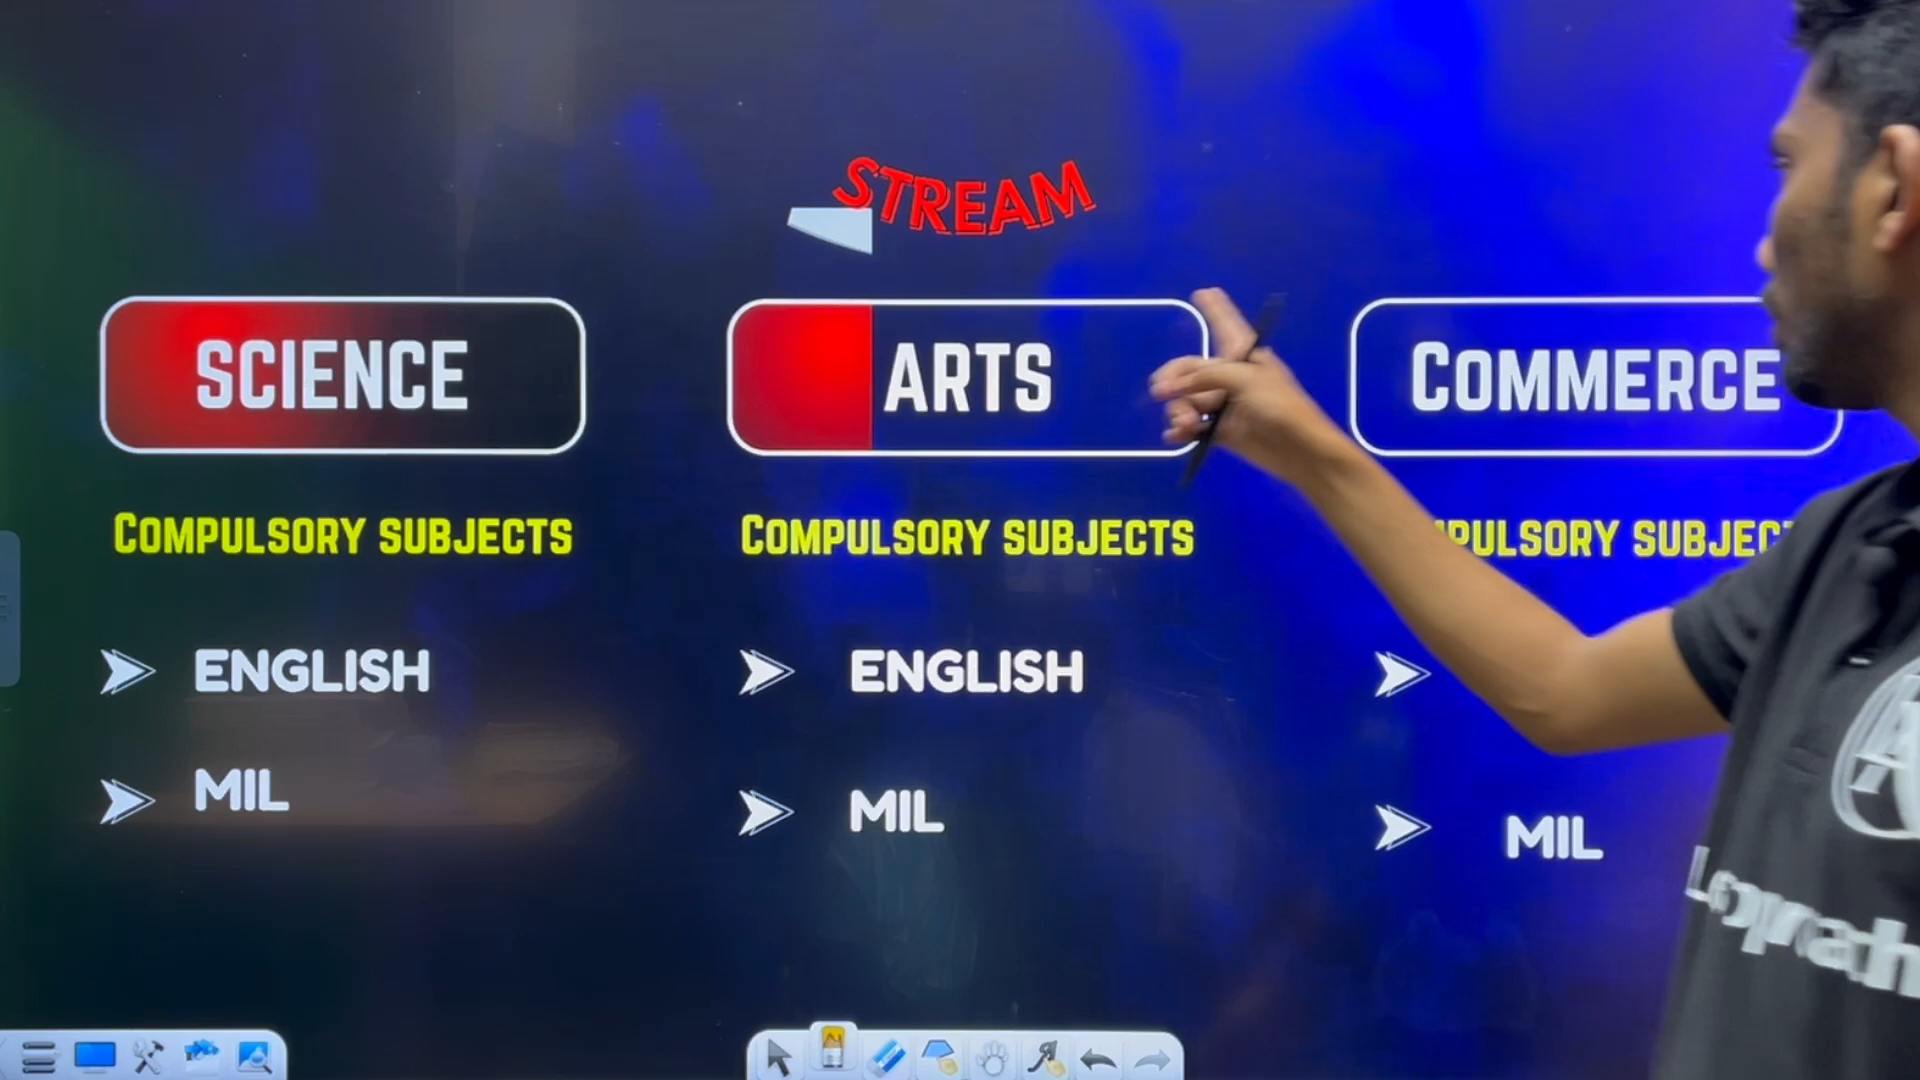 STREAM
SCIENCE
ARTS
COMMERCE
COMPULSORY SUBJECTS
COMPULSORY SUBJECTS
ENGLISH
ENGLISH
MIL
MIL
MIL